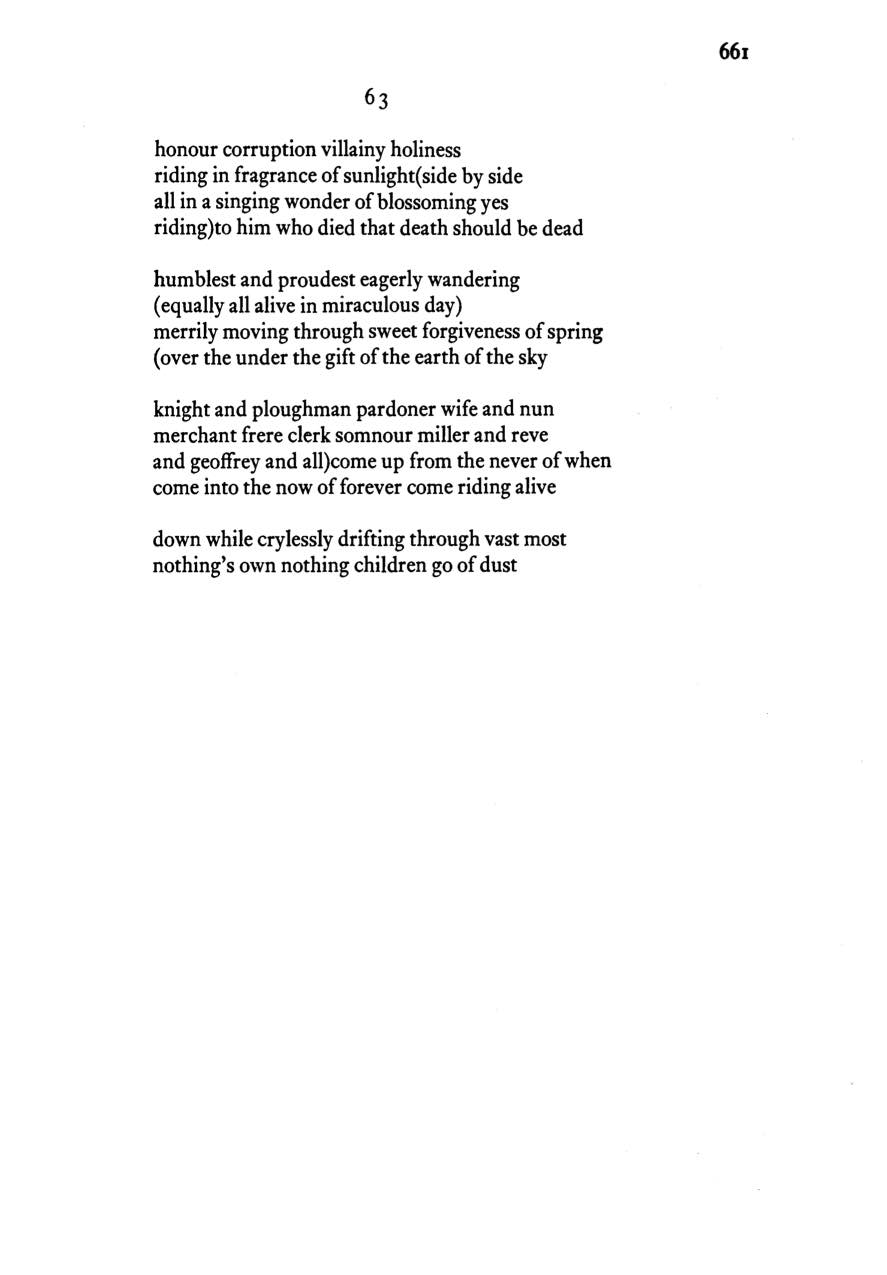 661
63
honour corruption villainy holiness
riding in fragrance of sunlight(side by side
all in a singing wonder of blossoming yes
riding)to him who died that death should be dead
humblest and proudest eagerly wandering
(equally all alive in miraculous day)
merrily moving through sweet forgiveness of spring
(over the under the gift of the earth of the sky
knight and ploughman pardoner wife and nun
merchant frere clerk somnour miller and reve
and geoffrey and all)come up from the never of when
come into the now of forever come riding alive
down while crylessly drifting through vast most
nothing's own nothing children go of dust